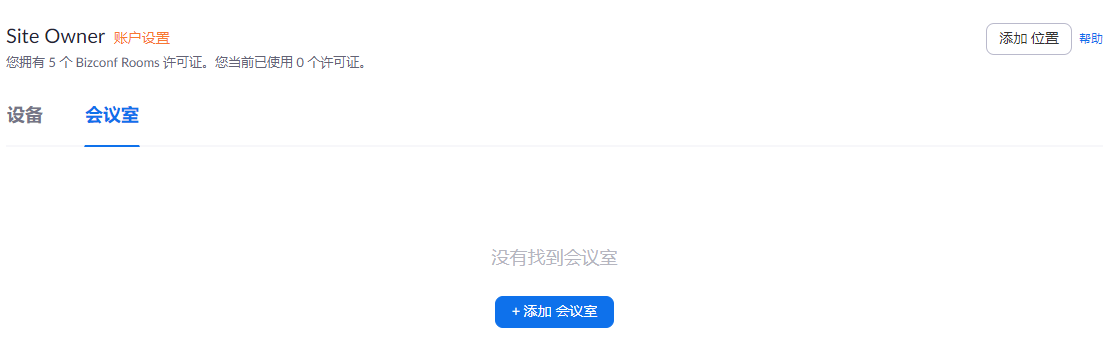 Site Owner 账户设置
添加 位置 帮助
您拥有 5 个 Bizconf Rooms 许可证。您当前已使用 0 个许可证。
设备 会议室
没有找到会议室
+ 添加 会议室